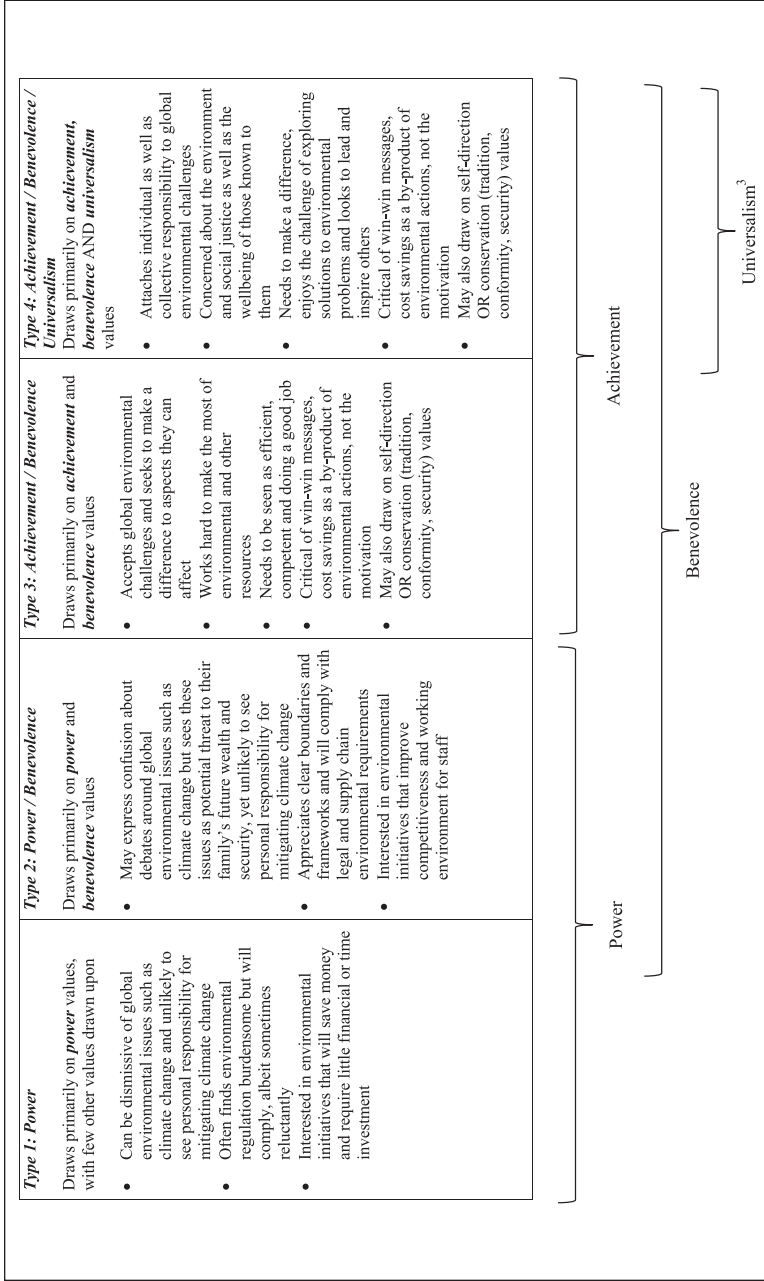 Type 1: Power
Draws primarily on power values,
with few other values drawn upon
• Can be dismissive of global
environmental issues such as
climate change and unlikely to
see personal responsibility for
mitigating climate change
• Often finds environmental
regulation burdensome but will
comply, albeit sometimes
reluctantly
• Interested in environmental
initiatives that will save money
and require little financial or time
investment
Type 2: Power / Benevolence
Draws primarily on power and
benevolence values
• May express confusion about
debates around global
environmental issues such as
climate change but sees these
issues as potential threat to their
family's future wealth and
security, yet unlikely to see
personal responsibility for
mitigating climate change
• Appreciates clear boundaries and
frameworks and will comply with
legal and supply chain
environmental requirements
• Interested in environmental
initiatives that improve
competitiveness and working
environment for staff
Type 3: Achievement / Benevolence
Draws primarily on achievement and
benevolence values
• Accepts global environmental
challenges and seeks to make a
difference to aspects they can
affect
• Works hard to make the most of
environmental and other
resources
• Needs to be seen as efficient,
competent and doing a good job
• Critical of win-win messages,
cost savings as a by-product of
environmental actions, not the
motivation
• May also draw on self-direction
OR conservation (tradition,
conformity, security) values
Type 4: Achievement / Benevolence /
Universalism
Draws primarily on achievement,
benevolence AND universalism
values
• Attaches individual as well as
collective responsibility to global
environmental challenges
• Concerned about the environment
and social justice as well as the
wellbeing of those known to
them
• Needs to make a difference,
enjoys the challenge of exploring
solutions to environmental
problems and looks to lead and
inspire others
• Critical of win-win messages,
cost savings as a by-product of
environmental actions, not the
motivation
• May also draw on self-direction
OR conservation (tradition,
conformity, security) values
Power
Achievement
Benevolence
Universalism³